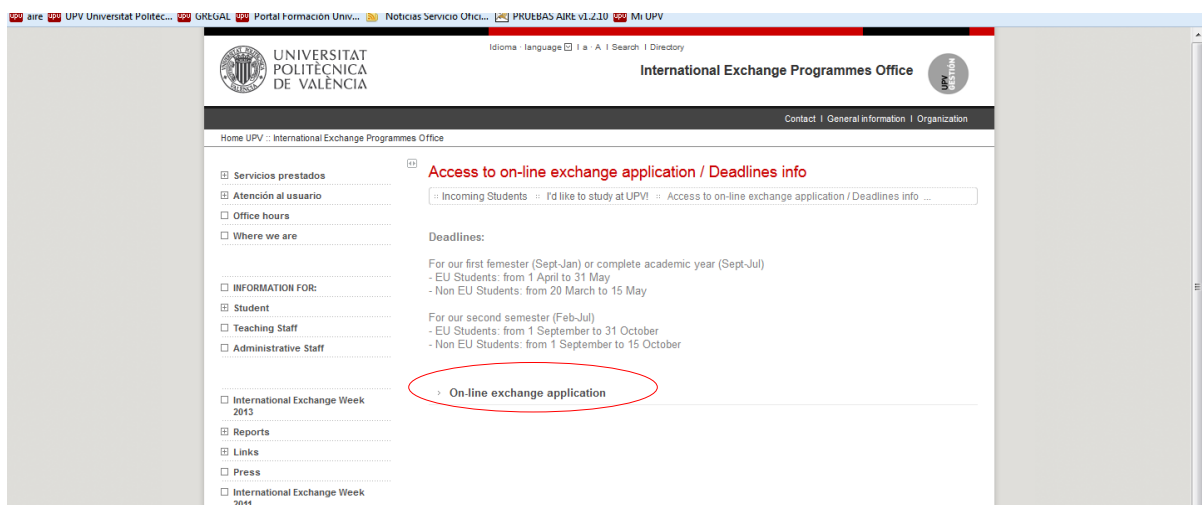 aire UPV Universitat Politèc... GREGAL Portal Formación Univ... Noticias Servicio Ofici... PRUEBAS AIRE v1.2.10 Mi UPV
UNIVERSITAT
POLITÈCNICA
DE VALÈNCIA
Idioma · language | a · A | Search | Directory
International Exchange Programmes Office
UPV
GESTIÓN
Contact | General information | Organization
Home UPV :: International Exchange Programmes Office
Servicios prestados
Atención al usuario
Office hours
Where we are
INFORMATION FOR:
Student
Teaching Staff
Administrative Staff
International Exchange Week
2013
Reports
Links
Press
International Exchange Week
2011
Access to on-line exchange application / Deadlines info
:: Incoming Students :: I'd like to study at UPV! :: Access to on-line exchange application / Deadlines info ...
Deadlines:
For our first femester (Sept-Jan) or complete academic year (Sept-Jul)
- EU Students: from 1 April to 31 May
- Non EU Students: from 20 March to 15 May
For our second semester (Feb-Jul)
- EU Students: from 1 September to 31 October
- Non EU Students: from 1 September to 15 October
› On-line exchange application